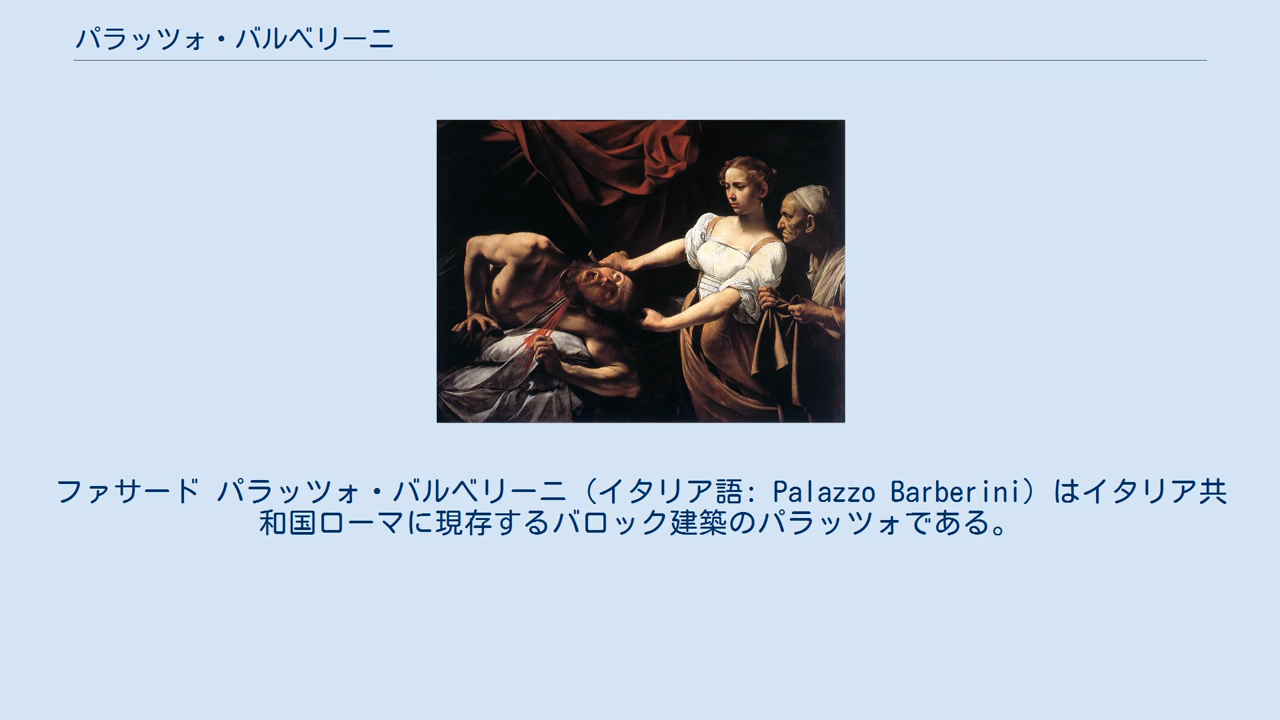 パラッツォ・バルベリーニ
ファサード パラッツォ・バルベリーニ（イタリア語: Palazzo Barberini）はイタリア共
和国ローマに現存するバロック建築のパラッツォである。